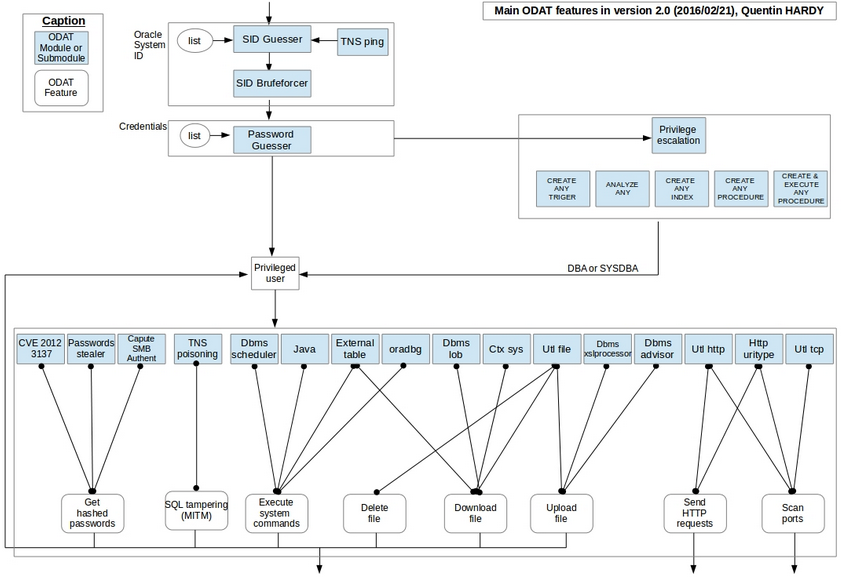 Main ODAT features in version 2.0 (2016/02/21), Quentin HARDY
Caption
ODAT
Module or
Submodule
ODAT
Feature
Oracle
System
ID
list
SID Guesser
TNS ping
SID Brufeforcer
Credentials
list
Password
Guesser
Privilege
escalation
CREATE
ANY
TRIGER
ANALYZE
ANY
CREATE
ANY
INDEX
CREATE
ANY
PROCEDURE
CREATE &
EXECUTE
ANY
PROCEDURE
Privileged
user
DBA or SYSDBA
CVE 2012
3137
Passwords
stealer
Capute
SMB
Authent
TNS
poisoning
Dbms
scheduler
Java
External
table
oradbg
Dbms
lob
Ctx sys
Utl file
Dbms
xslprocessor
Dbms
advisor
Utl http
Http
uritype
Utl tcp
Get
hashed
passwords
SQL tampering
(MITM)
Execute
system
commands
Delete
file
Download
file
Upload
file
Send
HTTP
requests
Scan
ports